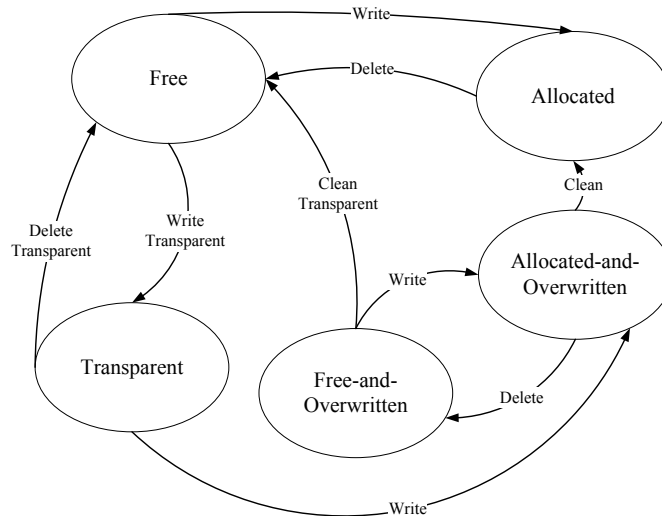 Write
Free
Delete
Allocated
Clean
Transparent
Clean
Delete
Transparent
Write
Transparent
Allocated-and-
Overwritten
Write
Transparent
Free-and-
Overwritten
Delete
Write